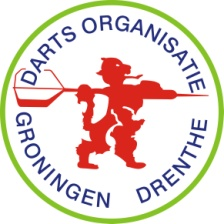 DARTS ORGANISATIE
GRONINGEN DRENTHE